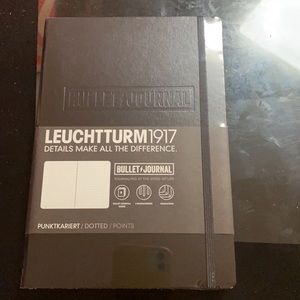 BULLET JOURNAL
LEUCHTTURM1917
DETAILS MAKE ALL THE DIFFERENCE.
BULLET JOURNAL
PUNKTKARIERT / DOTTED / POINTS